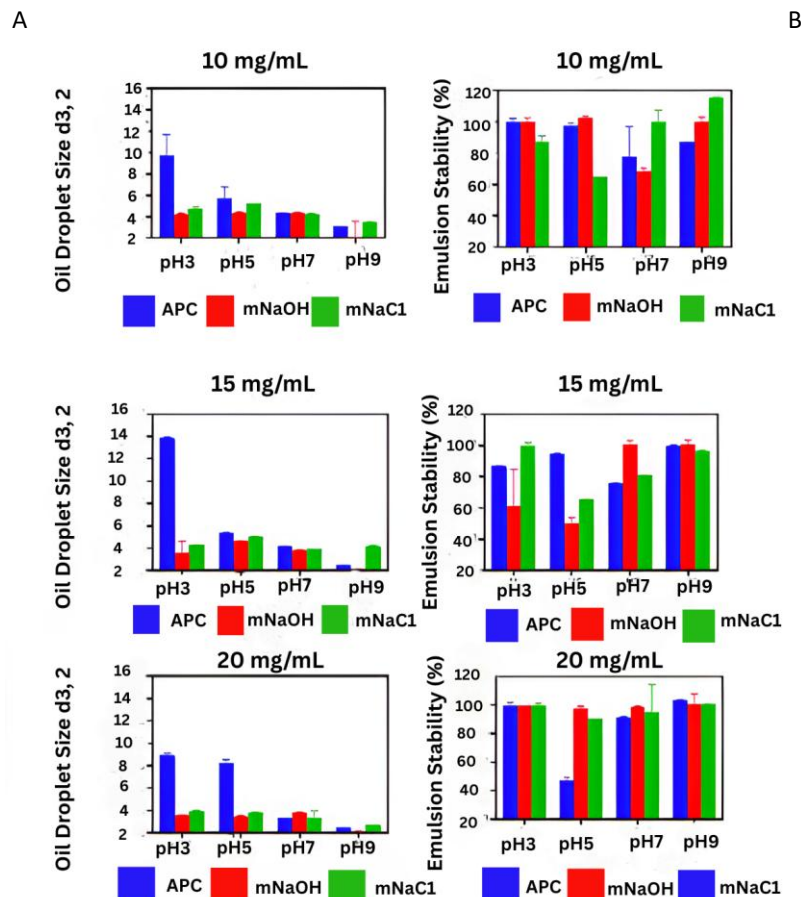 A
B
10 mg/mL
Oil Droplet Size d3, 2
16
14
12
10
8
6
4
2
pH3 pH5 pH7 pH9
APC mNaOH mNaC1
10 mg/mL
Emulsion Stability (%)
120
100
80
60
40
20
pH3 pH5 pH7 pH9
APC mNaOH mNaC1
15 mg/mL
Oil Droplet Size d3, 2
16
14
12
10
8
6
4
2
pH3 pH5 pH7 pH9
APC mNaOH mNaC1
15 mg/mL
Emulsion Stability (%)
120
100
80
60
40
20
pH3 pH5 pH7 pH9
APC mNaOH mNaC1
20 mg/mL
Oil Droplet Size d3, 2
16
14
12
10
8
6
4
2
pH3 pH5 pH7 pH9
APC mNaOH mNaC1
20 mg/mL
Emulsion Stability (%)
120
100
80
60
40
20
pH3 pH5 pH7 pH9
APC mNaOH mNaC1